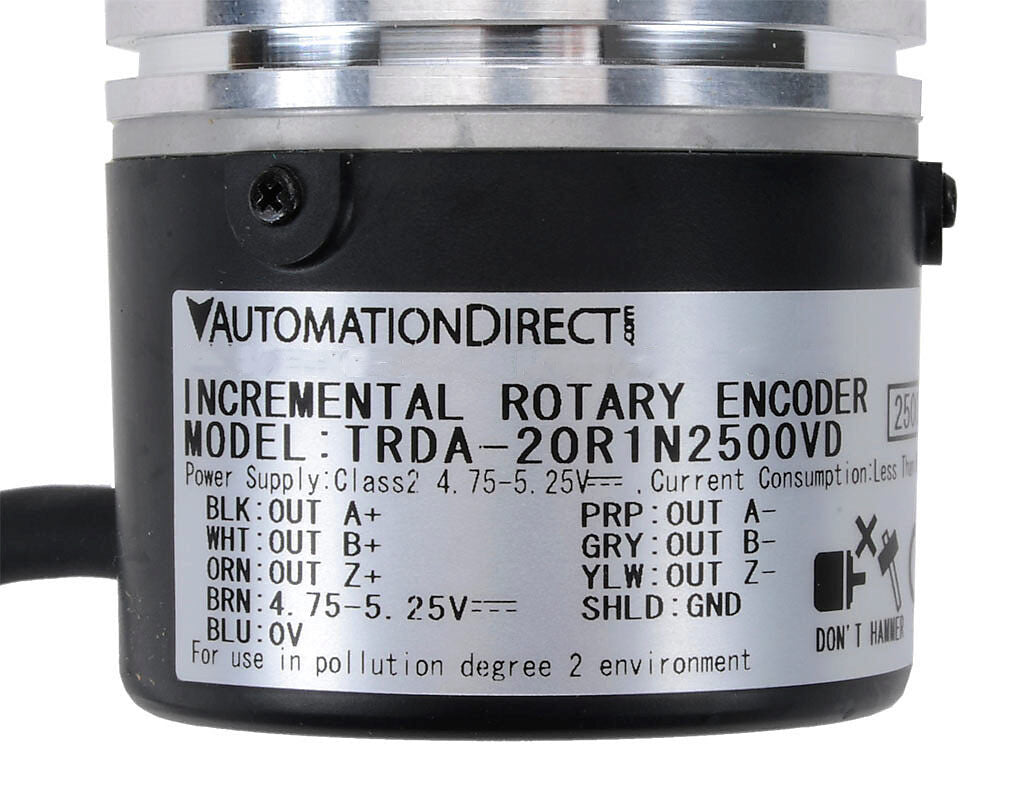 AUTOMATIONDIRECT.com
INCREMENTAL ROTARY ENCODER
MODEL:TRDA-20R1N2500VD
Power Supply:Class2 4.75-5.25V⎓ , Current Consumption:Less
BLK:OUT A+ PRP:OUT A-
WHT:OUT B+ GRY:OUT B-
ORN:OUT Z+ YLW:OUT Z-
BRN:4.75-5.25V⎓ SHLD:GND
BLU:0V
DON'T HAMMER
For use in pollution degree 2 environment